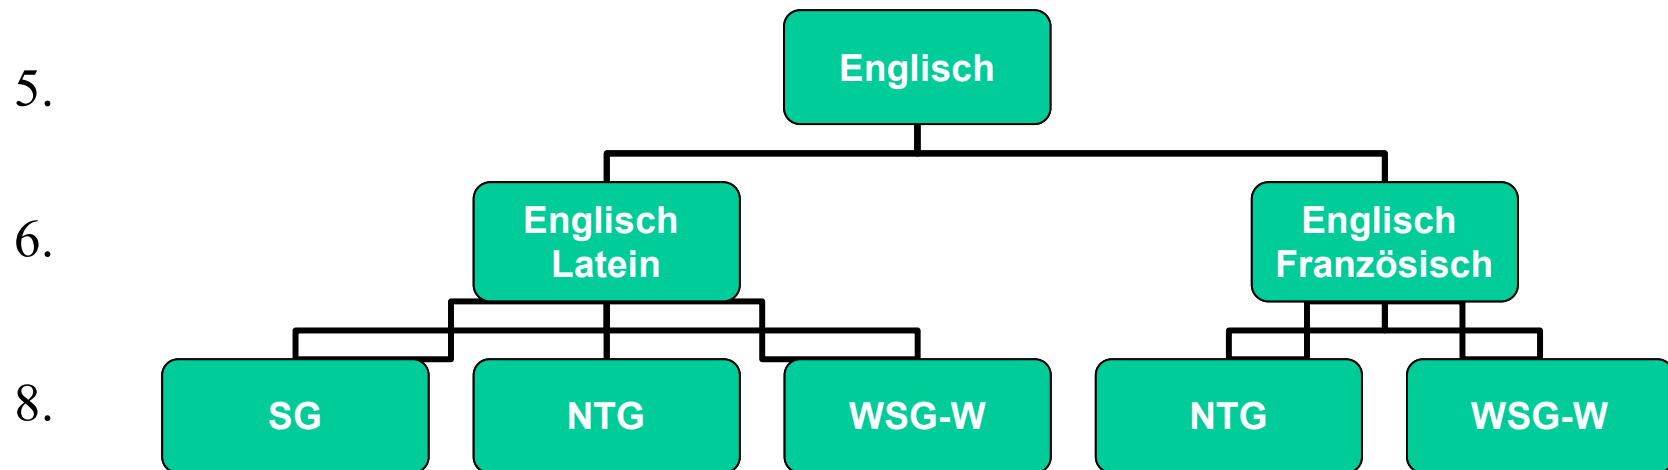 5.
Englisch
6.
Englisch
Latein
Englisch
Französisch
8.
SG
NTG
WSG-W
NTG
WSG-W